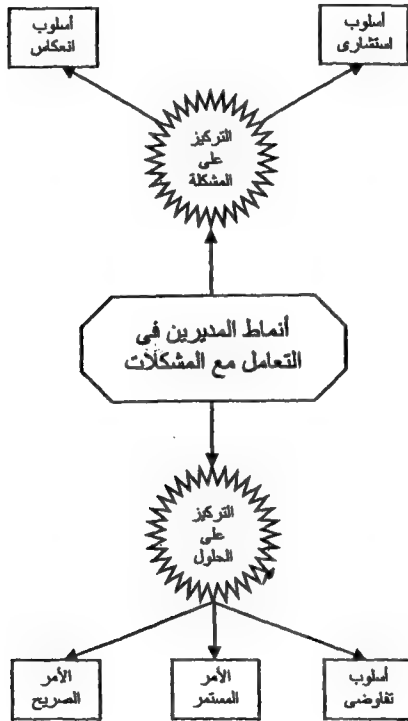 أسلوب
استشارى
أسلوب
انعكاس
التركيز
على
المشكلة
أنماط المديرين فى
التعامل مع المشكلات
التركيز
على
الحلول
أسلوب
تفاوضى
الأمر
المستمر
الأمر
الصريح